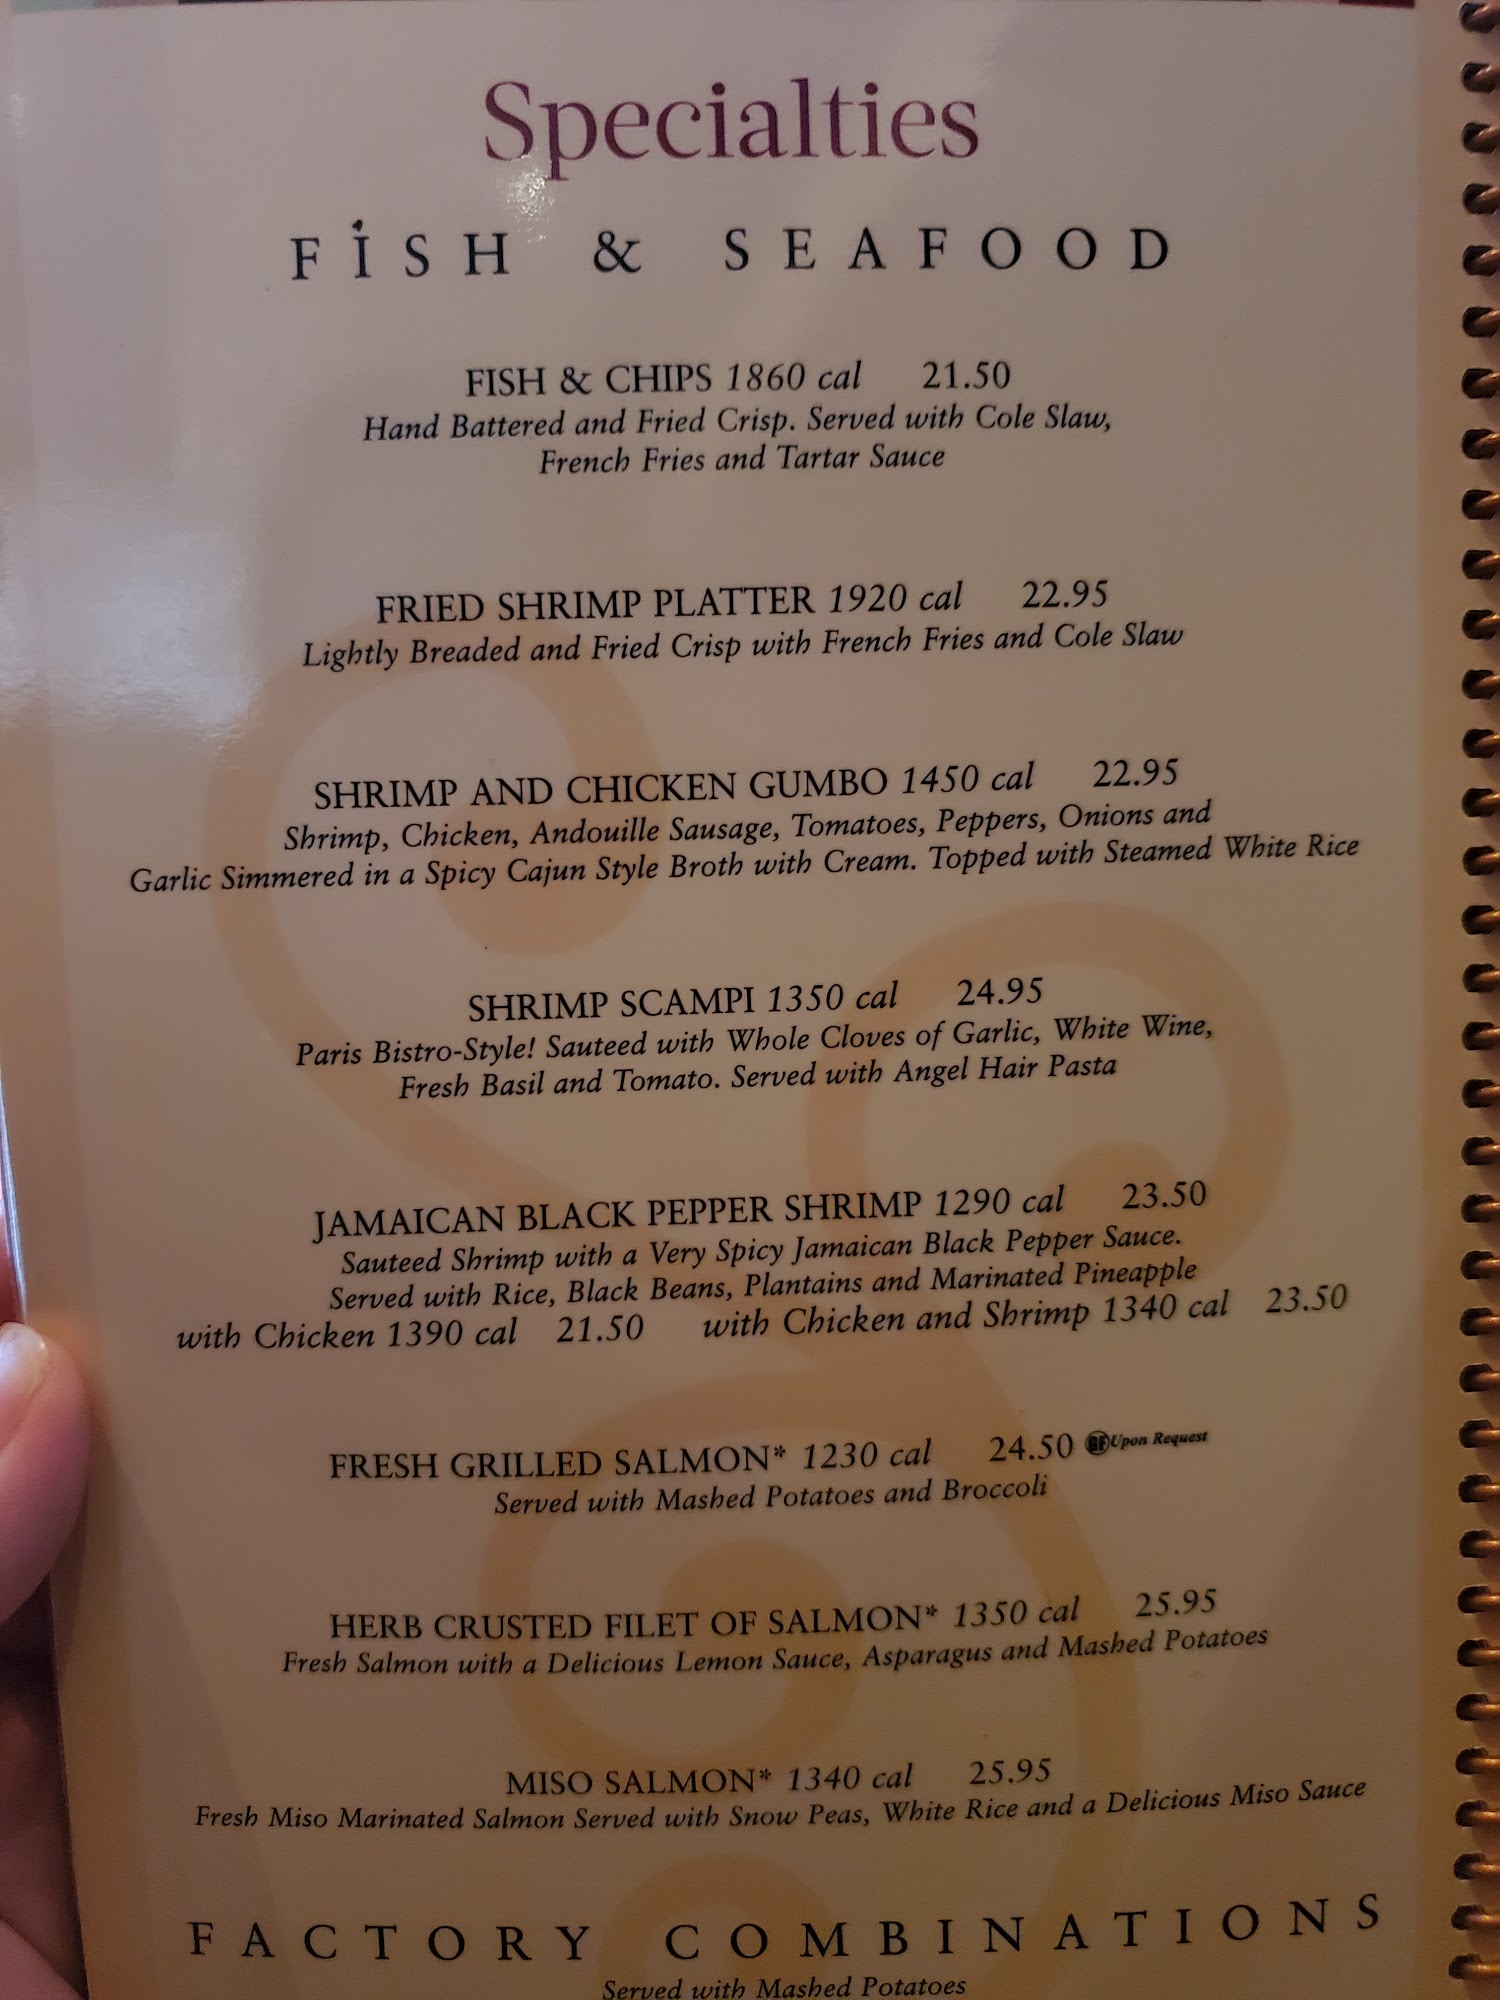 Specialties
FISH & SEAFOOD
FISH & CHIPS 1860 cal 21.50
Hand Battered and Fried Crisp. Served with Cole Slaw,
French Fries and Tartar Sauce
FRIED SHRIMP PLATTER 1920 cal 22.95
Lightly Breaded and Fried Crisp with French Fries and Cole Slaw
SHRIMP AND CHICKEN GUMBO 1450 cal 22.95
Shrimp, Chicken, Andouille Sausage, Tomatoes, Peppers, Onions and
Garlic Simmered in a Spicy Cajun Style Broth with Cream. Topped with Steamed White Rice
SHRIMP SCAMPI 1350 cal 24.95
Paris Bistro-Style! Sauteed with Whole Cloves of Garlic, White Wine,
Fresh Basil and Tomato. Served with Angel Hair Pasta
JAMAICAN BLACK PEPPER SHRIMP 1290 cal 23.50
Sauteed Shrimp with a Very Spicy Jamaican Black Pepper Sauce.
Served with Rice, Black Beans, Plantains and Marinated Pineapple
with Chicken 1390 cal 21.50 with Chicken and Shrimp 1340 cal 23.50
FRESH GRILLED SALMON* 1230 cal 24.50 GF Upon Request
Served with Mashed Potatoes and Broccoli
HERB CRUSTED FILET OF SALMON* 1350 cal 25.95
Fresh Salmon with a Delicious Lemon Sauce, Asparagus and Mashed Potatoes
MISO SALMON* 1340 cal 25.95
Fresh Miso Marinated Salmon Served with Snow Peas, White Rice and a Delicious Miso Sauce
FACTORY COMBINATIONS
Served with Mashed Potatoes